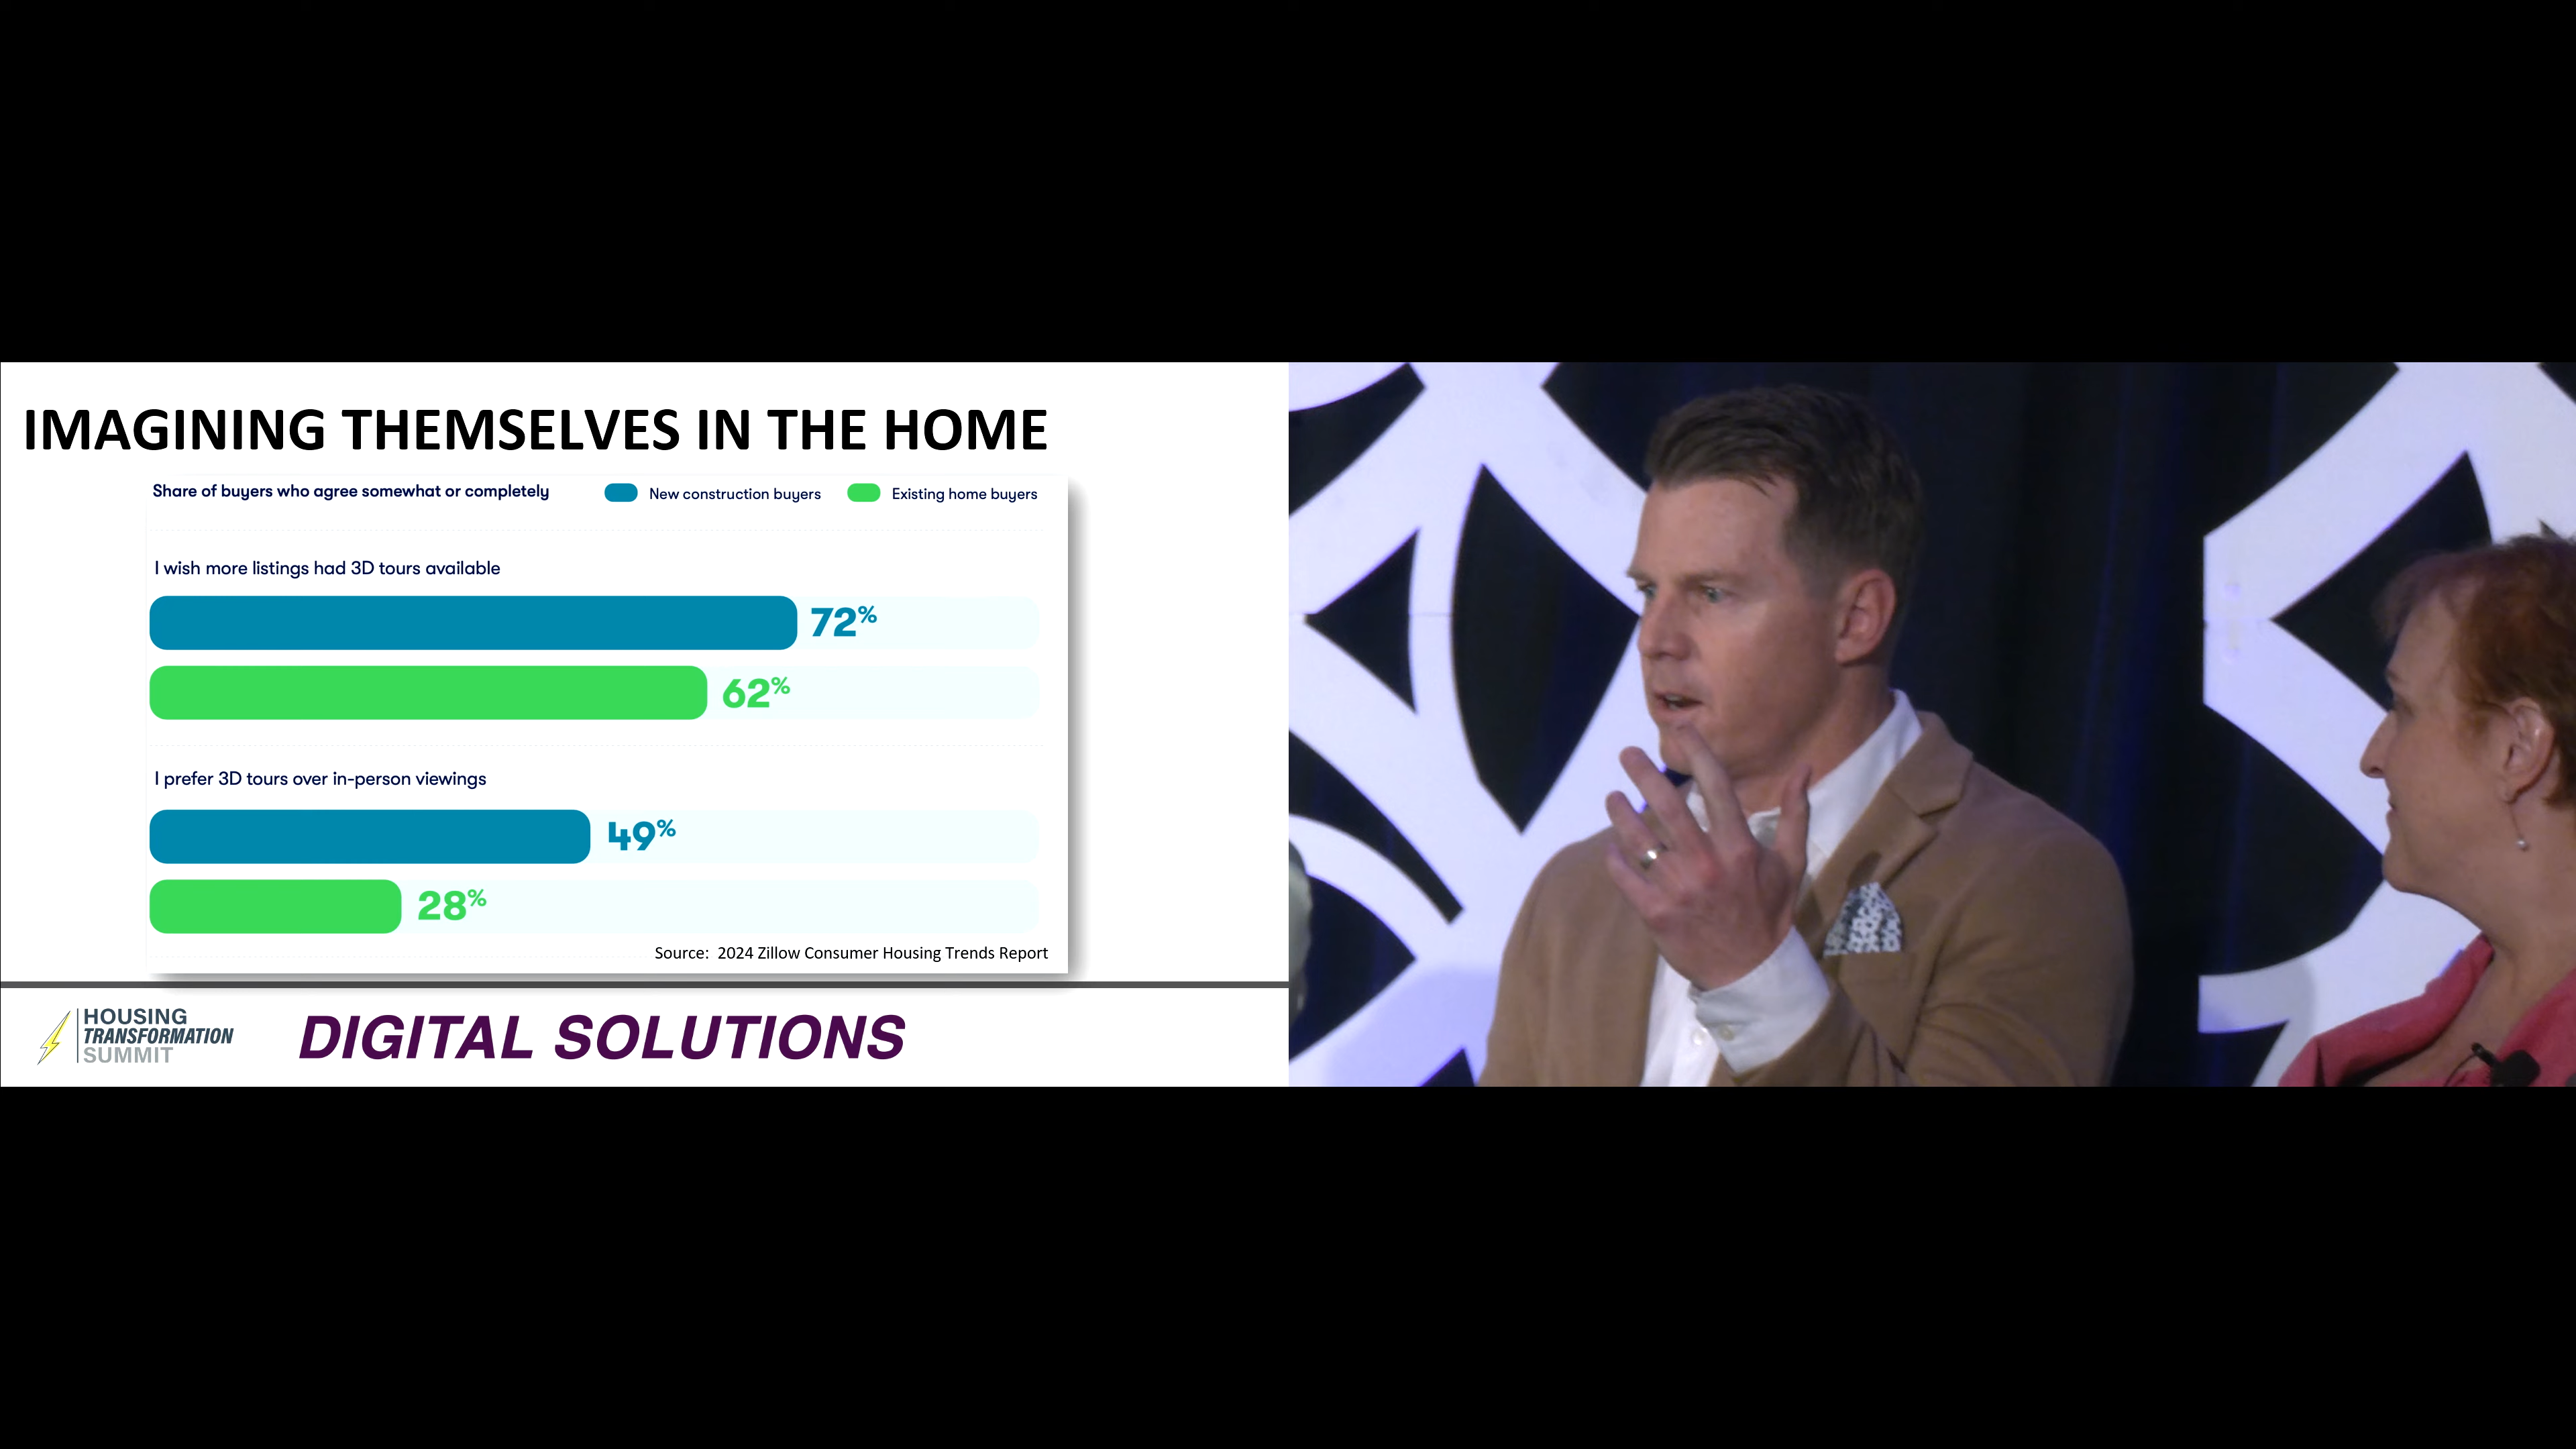 IMAGINING THEMSELVES IN THE HOME
Share of buyers who agree somewhat or completely
New construction buyers
Existing home buyers
I wish more listings had 3D tours available
72%
62%
I prefer 3D tours over in-person viewings
49%
28%
Source: 2024 Zillow Consumer Housing Trends Report
HOUSING
TRANSFORMATION
SUMMIT
DIGITAL SOLUTIONS